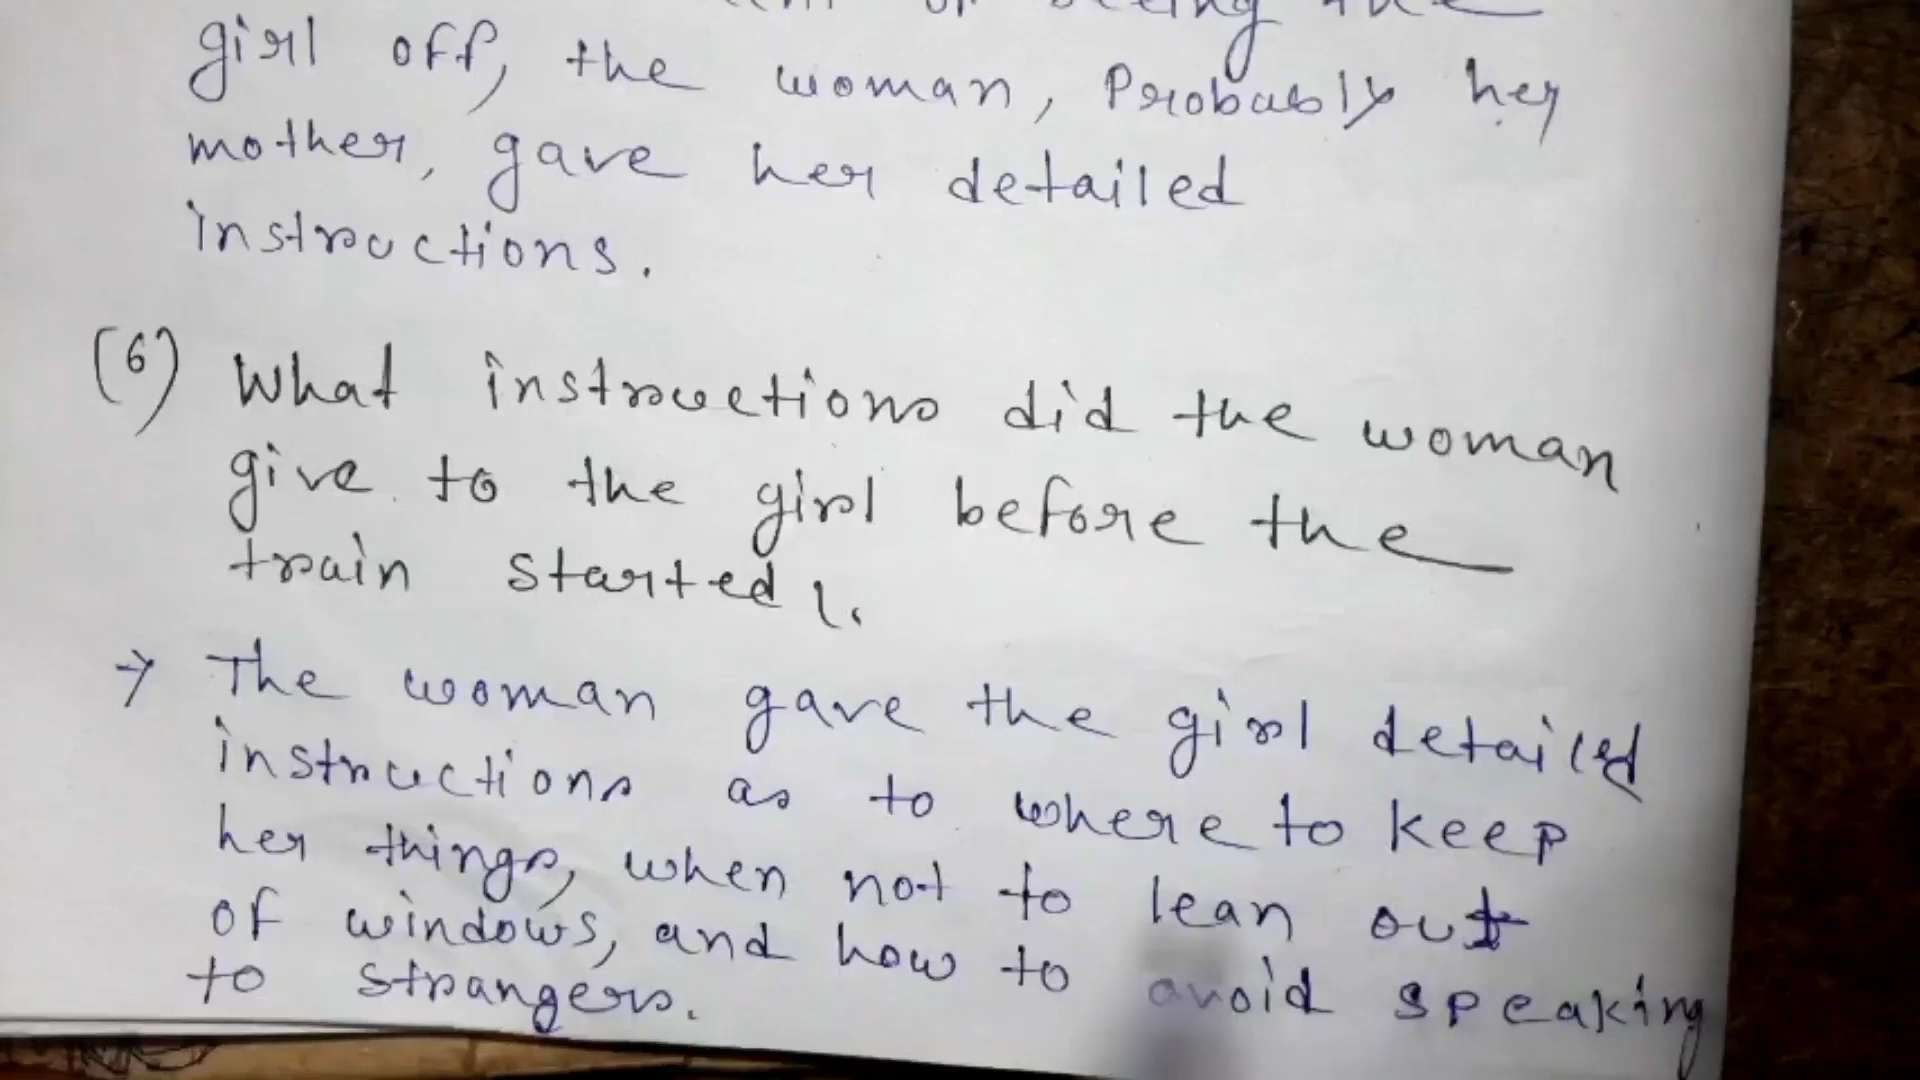 the
girl off, the woman, Probably her
mother, gave her detailed
instructions.
(6) What instructions did the woman
give to the girl before the
train started?
→ The woman gave the girl detailed
instructions as to where to keep
her things, when not to lean out
of windows, and how to avoid speaking
to strangers.